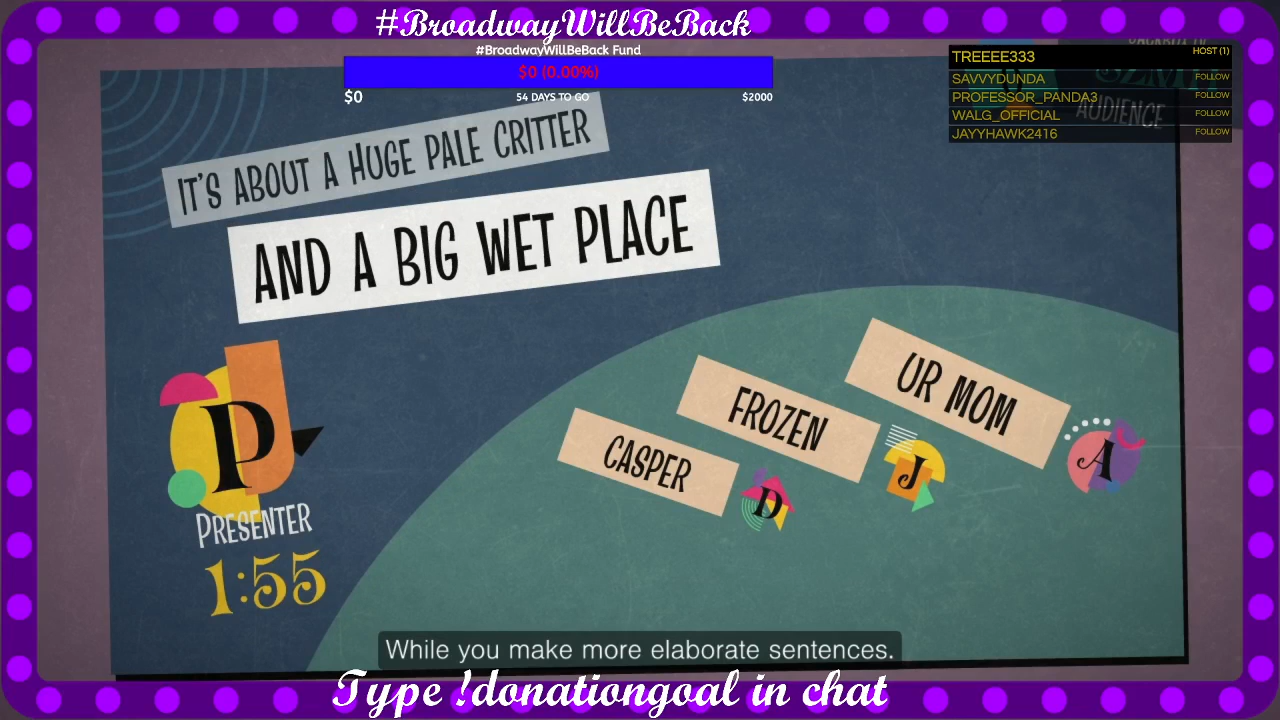 #BroadwayWillBeBack
#BroadwayWillBeBack Fund
$0 (0.00%)
$0 54 DAYS TO GO $2000
TREEEE333 HOST (1)
SAVVYDUNDA FOLLOW
PROFESSOR_PANDA3 FOLLOW
WALG_OFFICIAL FOLLOW
JAYYHAWK2416 FOLLOW
AUDIENCE
IT'S ABOUT A HUGE PALE CRITTER
AND A BIG WET PLACE
UR MOM
A
FROZEN
J
CASPER
D
P
PRESENTER
1:55
While you make more elaborate sentences.
Type !donationgoal in chat